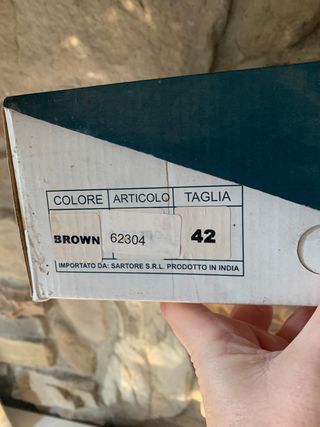 COLORE ARTICOLO TAGLIA
BROWN 62304 42
IMPORTATO DA: SARTORE S.R.L. PRODOTTO IN INDIA